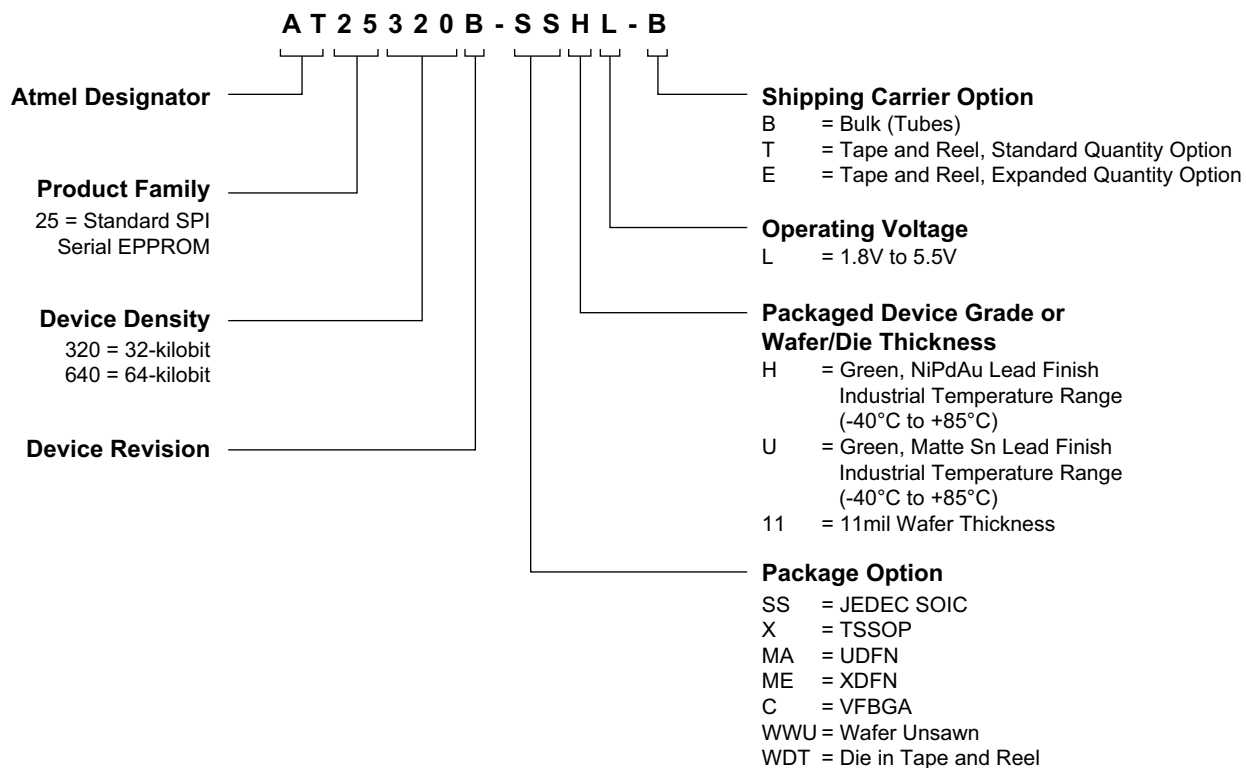 AT25320B-SSHL-B
Atmel Designator
Product Family
25 = Standard SPI
Serial EPPROM
Device Density
320 = 32-kilobit
640 = 64-kilobit
Device Revision
Shipping Carrier Option
B = Bulk (Tubes)
T = Tape and Reel, Standard Quantity Option
E = Tape and Reel, Expanded Quantity Option
Operating Voltage
L = 1.8V to 5.5V
Packaged Device Grade or
Wafer/Die Thickness
H = Green, NiPdAu Lead Finish
Industrial Temperature Range
(-40°C to +85°C)
U = Green, Matte Sn Lead Finish
Industrial Temperature Range
(-40°C to +85°C)
11 = 11mil Wafer Thickness
Package Option
SS = JEDEC SOIC
X = TSSOP
MA = UDFN
ME = XDFN
C = VFBGA
WWU = Wafer Unsawn
WDT = Die in Tape and Reel